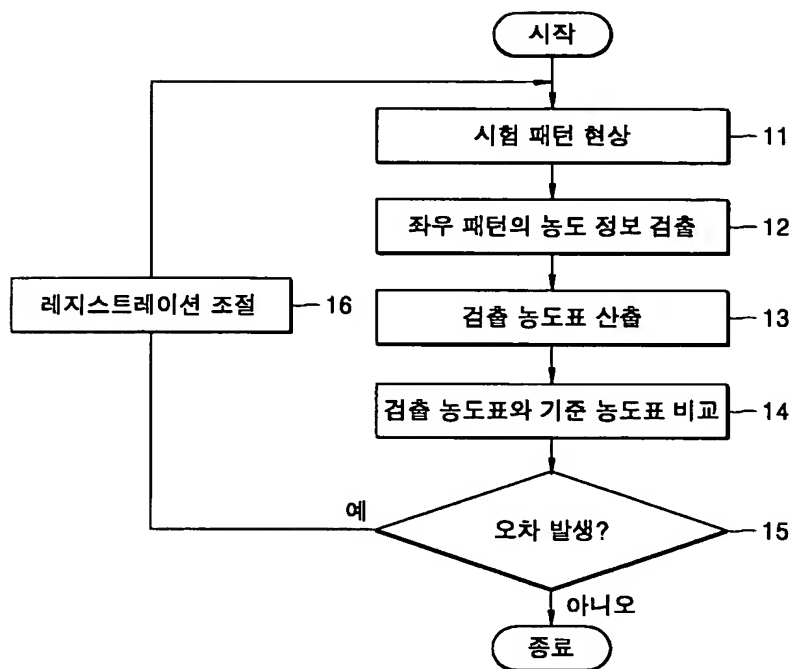 시작
시험 패턴 현상
11
좌우 패턴의 농도 정보 검출
12
레지스트레이션 조절
16
검출 농도표 산출
13
검출 농도표와 기준 농도표 비교
14
예
오차 발생?
15
아니오
종료